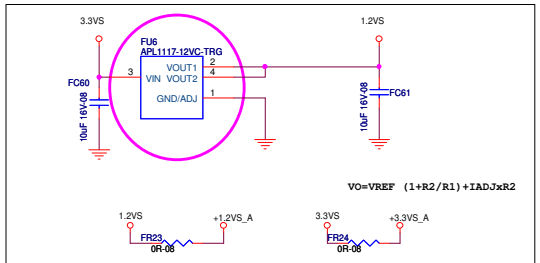 3.3VS
1.2VS
FU6
APL1117-12VC-TRG
FC60
3
VIN
VOUT1
VOUT2
2
4
GND/ADJ
1
10uF 16V-08
FC61
10uF 16V-08
VO=VREF (1+R2/R1)+IADJxR2
1.2VS
+1.2VS_A
3.3VS
+3.3VS_A
FR23
0R-08
FR24
0R-08